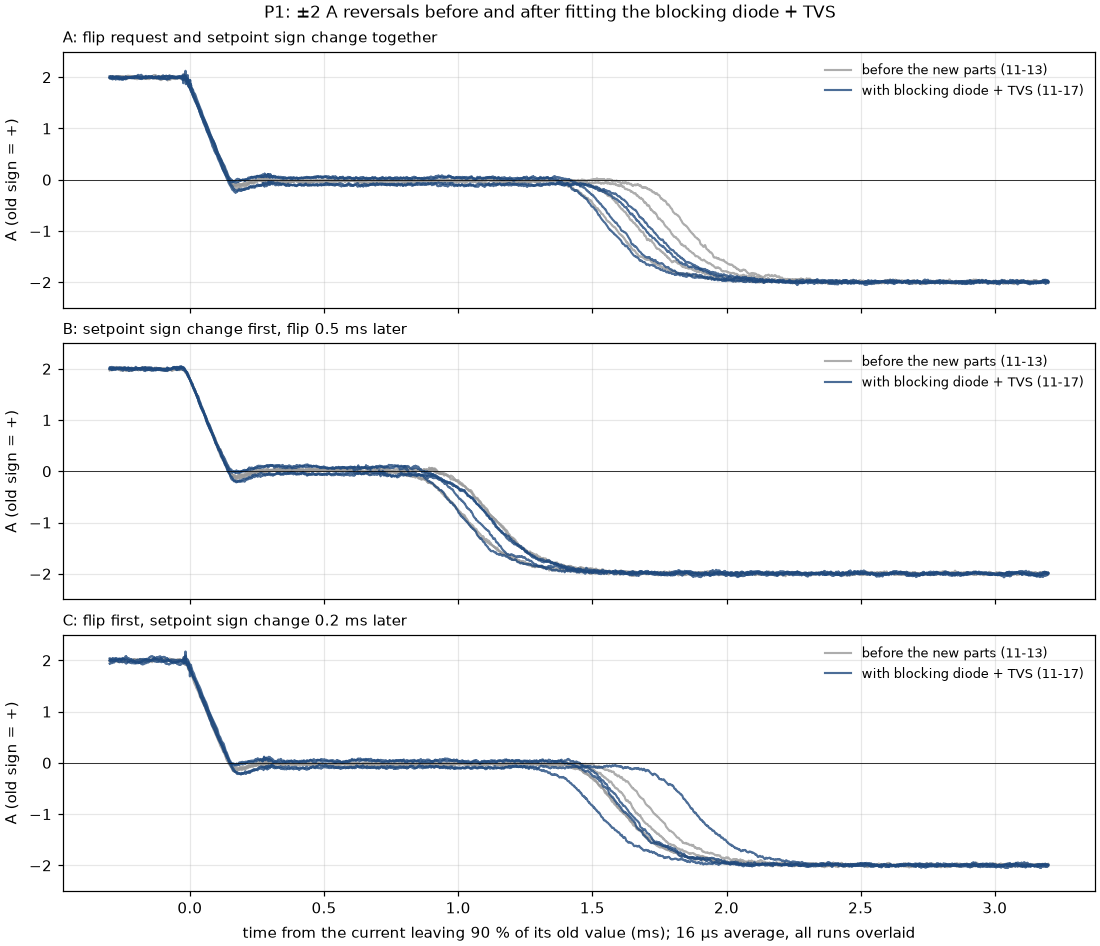 P1: ±2 A reversals before and after fitting the blocking diode + TVS
A: flip request and setpoint sign change together
A (old sign = +)
2
1
0
−1
−2
before the new parts (11-13)
with blocking diode + TVS (11-17)
B: setpoint sign change first, flip 0.5 ms later
A (old sign = +)
2
1
0
−1
−2
before the new parts (11-13)
with blocking diode + TVS (11-17)
C: flip first, setpoint sign change 0.2 ms later
A (old sign = +)
2
1
0
−1
−2
before the new parts (11-13)
with blocking diode + TVS (11-17)
0.0 0.5 1.0 1.5 2.0 2.5 3.0
time from the current leaving 90 % of its old value (ms); 16 µs average, all runs overlaid